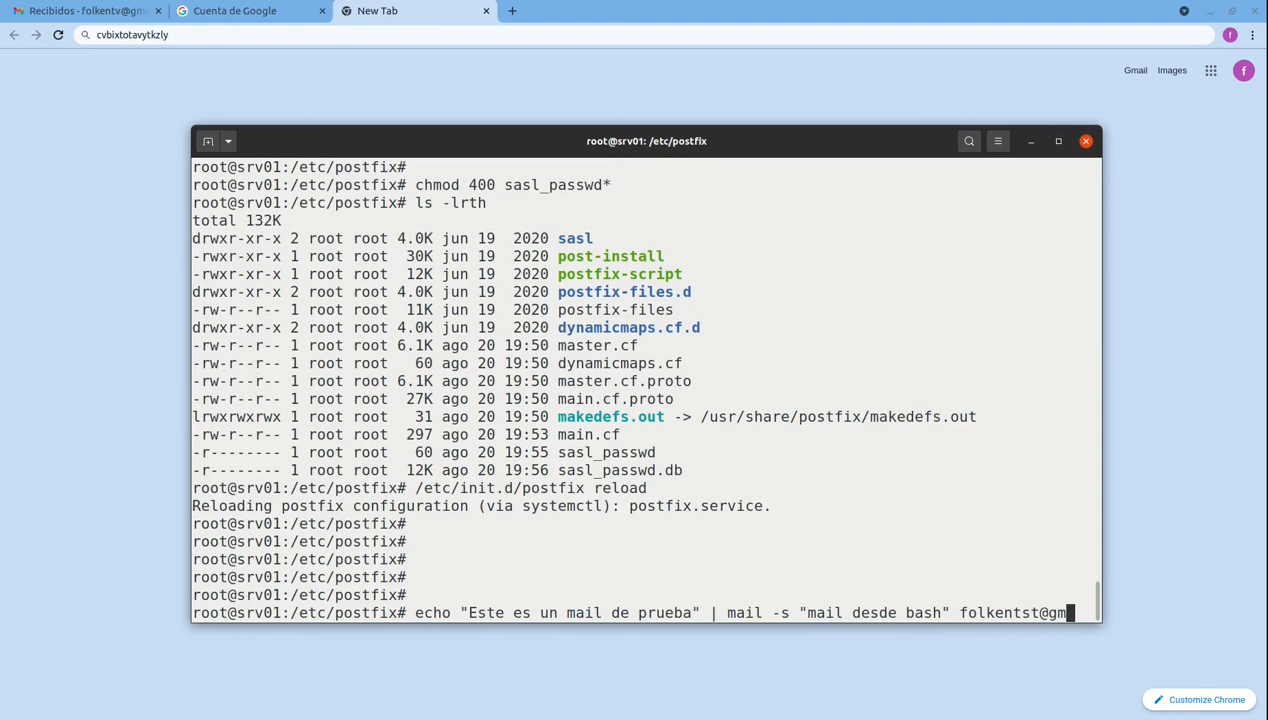 Recibidos - folkentv@gm
Cuenta de Google
New Tab
cvbixtotavytkzly
f
Gmail Images f
root@srv01: /etc/postfix
root@srv01:/etc/postfix#
root@srv01:/etc/postfix# chmod 400 sasl_passwd*
root@srv01:/etc/postfix# ls -lrth
total 132K
drwxr-xr-x 2 root root 4.0K jun 19  2020 sasl
-rwxr-xr-x 1 root root  30K jun 19  2020 post-install
-rwxr-xr-x 1 root root  12K jun 19  2020 postfix-script
drwxr-xr-x 2 root root 4.0K jun 19  2020 postfix-files.d
-rw-r--r-- 1 root root  11K jun 19  2020 postfix-files
drwxr-xr-x 2 root root 4.0K jun 19  2020 dynamicmaps.cf.d
-rw-r--r-- 1 root root 6.1K ago 20 19:50 master.cf
-rw-r--r-- 1 root root   60 ago 20 19:50 dynamicmaps.cf
-rw-r--r-- 1 root root 6.1K ago 20 19:50 master.cf.proto
-rw-r--r-- 1 root root  27K ago 20 19:50 main.cf.proto
lrwxrwxrwx 1 root root   31 ago 20 19:50 makedefs.out -> /usr/share/postfix/makedefs.out
-rw-r--r-- 1 root root  297 ago 20 19:53 main.cf
-r-------- 1 root root   60 ago 20 19:55 sasl_passwd
-r-------- 1 root root  12K ago 20 19:56 sasl_passwd.db
root@srv01:/etc/postfix# /etc/init.d/postfix reload
Reloading postfix configuration (via systemctl): postfix.service.
root@srv01:/etc/postfix#
root@srv01:/etc/postfix#
root@srv01:/etc/postfix#
root@srv01:/etc/postfix#
root@srv01:/etc/postfix#
root@srv01:/etc/postfix# echo "Este es un mail de prueba" | mail -s "mail desde bash" folkentst@gm
Customize Chrome